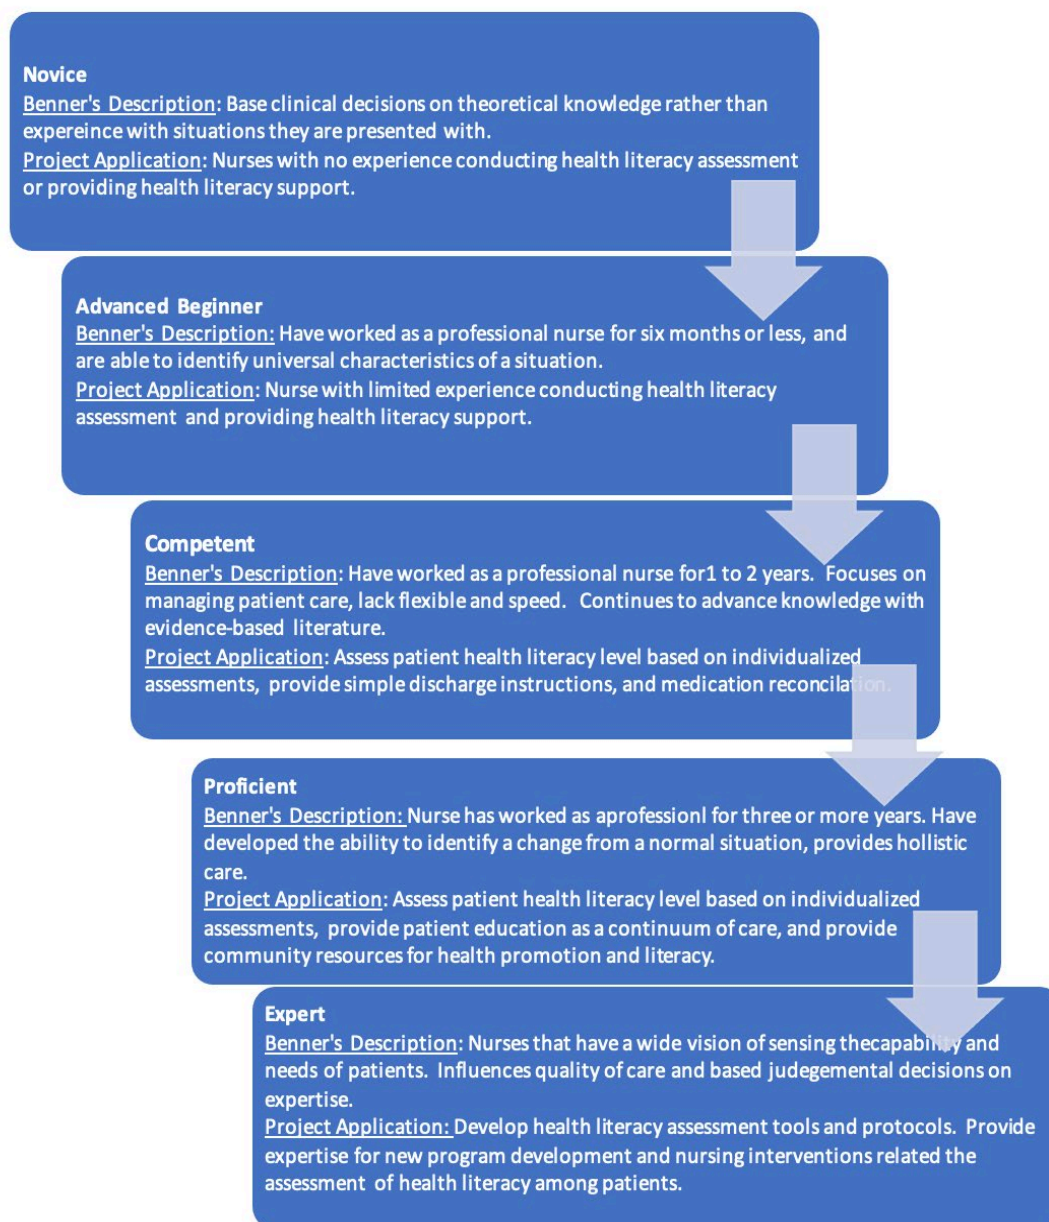 Novice
Benner's Description: Base clinical decisions on theoretical knowledge rather than
expereince with situations they are presented with.
Project Application: Nurses with no experience conducting health literacy assessment
or providing health literacy support.
Advanced Beginner
Benner's Description: Have worked as a professional nurse for six months or less, and
are able to identify universal characteristics of a situation.
Project Application: Nurse with limited experience conducting health literacy
assessment and providing health literacy support.
Competent
Benner's Description: Have worked as a professional nurse for1 to 2 years. Focuses on
managing patient care, lack flexible and speed. Continues to advance knowledge with
evidence-based literature.
Project Application: Assess patient health literacy level based on individualized
assessments, provide simple discharge instructions, and medication reconcilation.
Proficient
Benner's Description: Nurse has worked as aprofessionl for three or more years. Have
developed the ability to identify a change from a normal situation, provides hollistic
care.
Project Application: Assess patient health literacy level based on individualized
assessments, provide patient education as a continuum of care, and provide
community resources for health promotion and literacy.
Expert
Benner's Description: Nurses that have a wide vision of sensing thecapability and
needs of patients. Influences quality of care and based judegemental decisions on
expertise.
Project Application: Develop health literacy assessment tools and protocols. Provide
expertise for new program development and nursing interventions related the
assessment of health literacy among patients.